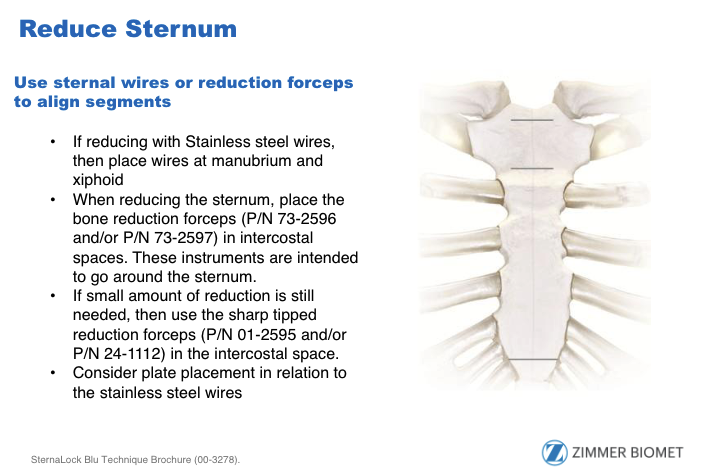 Reduce Sternum
Use sternal wires or reduction forceps
to align segments
• If reducing with Stainless steel wires,
then place wires at manubrium and
xiphoid
• When reducing the sternum, place the
bone reduction forceps (P/N 73-2596
and/or P/N 73-2597) in intercostal
spaces. These instruments are intended
to go around the sternum.
• If small amount of reduction is still
needed, then use the sharp tipped
reduction forceps (P/N 01-2595 and/or
P/N 24-1112) in the intercostal space.
• Consider plate placement in relation to
the stainless steel wires
SternaLock Blu Technique Brochure (00-3278).
ZIMMER BIOMET